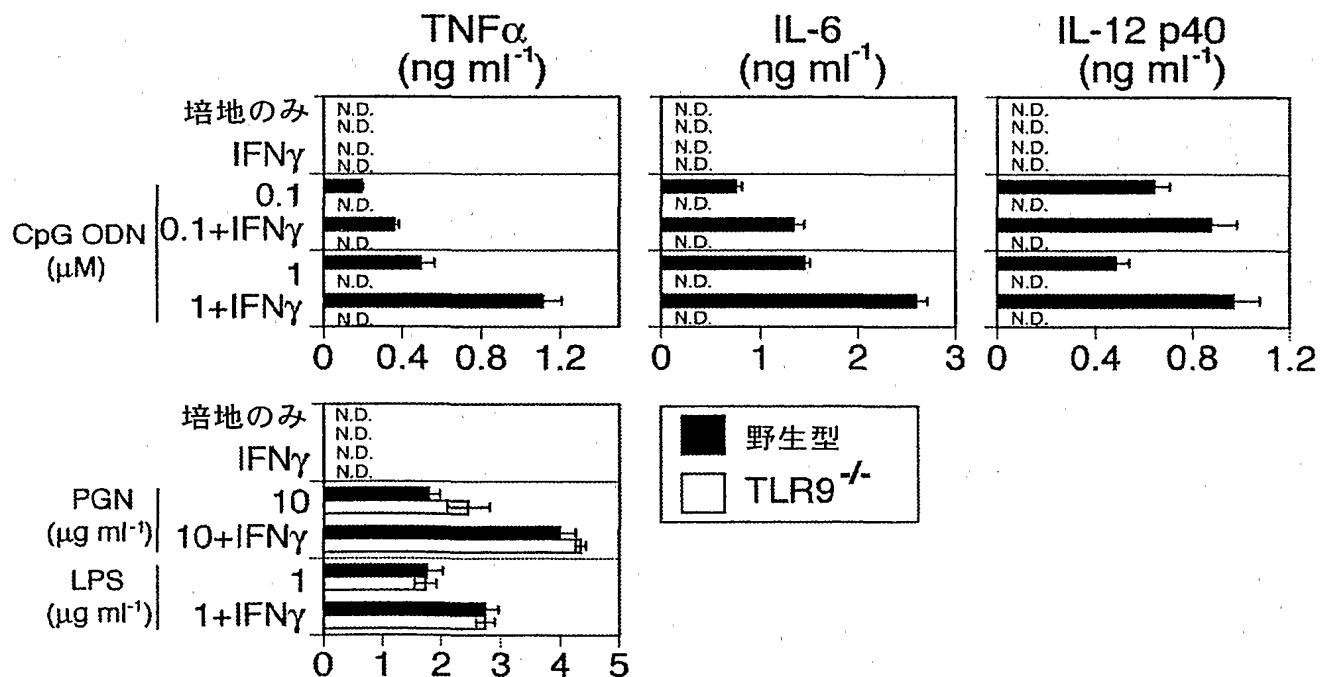 TNFα
(ng ml⁻¹)
IL-6
(ng ml⁻¹)
IL-12 p40
(ng ml⁻¹)
培地のみ
N.D.
N.D.
N.D.
N.D.
N.D.
N.D.
IFNγ
N.D.
N.D.
N.D.
N.D.
N.D.
N.D.
CpG ODN
(μM)
0.1
N.D.
N.D.
N.D.
0.1+IFNγ
N.D.
N.D.
N.D.
1
N.D.
N.D.
N.D.
1+IFNγ
N.D.
N.D.
N.D.
0 0.4 0.8 1.2
0 1 2 3
0 0.4 0.8 1.2
培地のみ
N.D.
N.D.
IFNγ
N.D.
N.D.
PGN
(μg ml⁻¹)
10
10+IFNγ
LPS
(μg ml⁻¹)
1
1+IFNγ
0 1 2 3 4 5
野生型
TLR9⁻/⁻